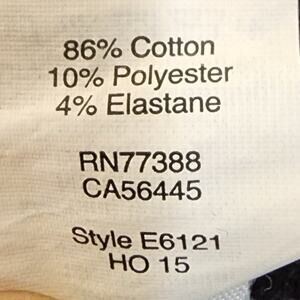 86% Cotton
10% Polyester
4% Elastane
RN77388
CA56445
Style E6121
HO 15